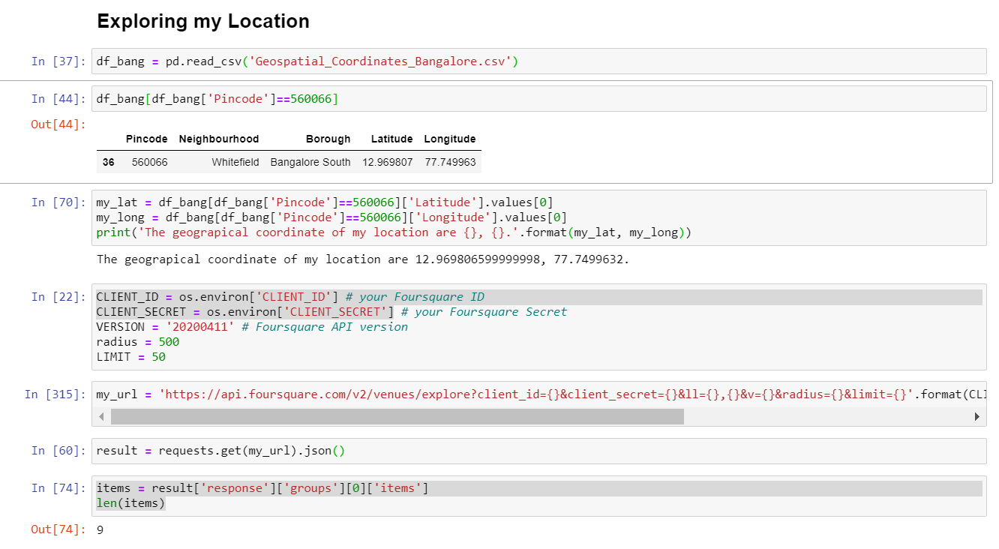 Exploring my Location
In [37]: df_bang = pd.read_csv('Geospatial_Coordinates_Bangalore.csv')
In [44]: df_bang[df_bang['Pincode']==560066]
Out[44]:
Pincode Neighbourhood Borough Latitude Longitude
36 560066 Whitefield Bangalore South 12.969807 77.749963
In [70]: my_lat = df_bang[df_bang['Pincode']==560066]['Latitude'].values[0]
my_long = df_bang[df_bang['Pincode']==560066]['Longitude'].values[0]
print('The geograpical coordinate of my location are {}, {}.'.format(my_lat, my_long))
The geograpical coordinate of my location are 12.969806599999998, 77.7499632.
In [22]: CLIENT_ID = os.environ['CLIENT_ID'] # your Foursquare ID
CLIENT_SECRET = os.environ['CLIENT_SECRET'] # your Foursquare Secret
VERSION = '20200411' # Foursquare API version
radius = 500
LIMIT = 50
In [315]: my_url = 'https://api.foursquare.com/v2/venues/explore?client_id={}&client_secret={}&ll={},{}&v={}&radius={}&limit={}'.format(CLI
In [60]: result = requests.get(my_url).json()
In [74]: items = result['response']['groups'][0]['items']
len(items)
Out[74]: 9